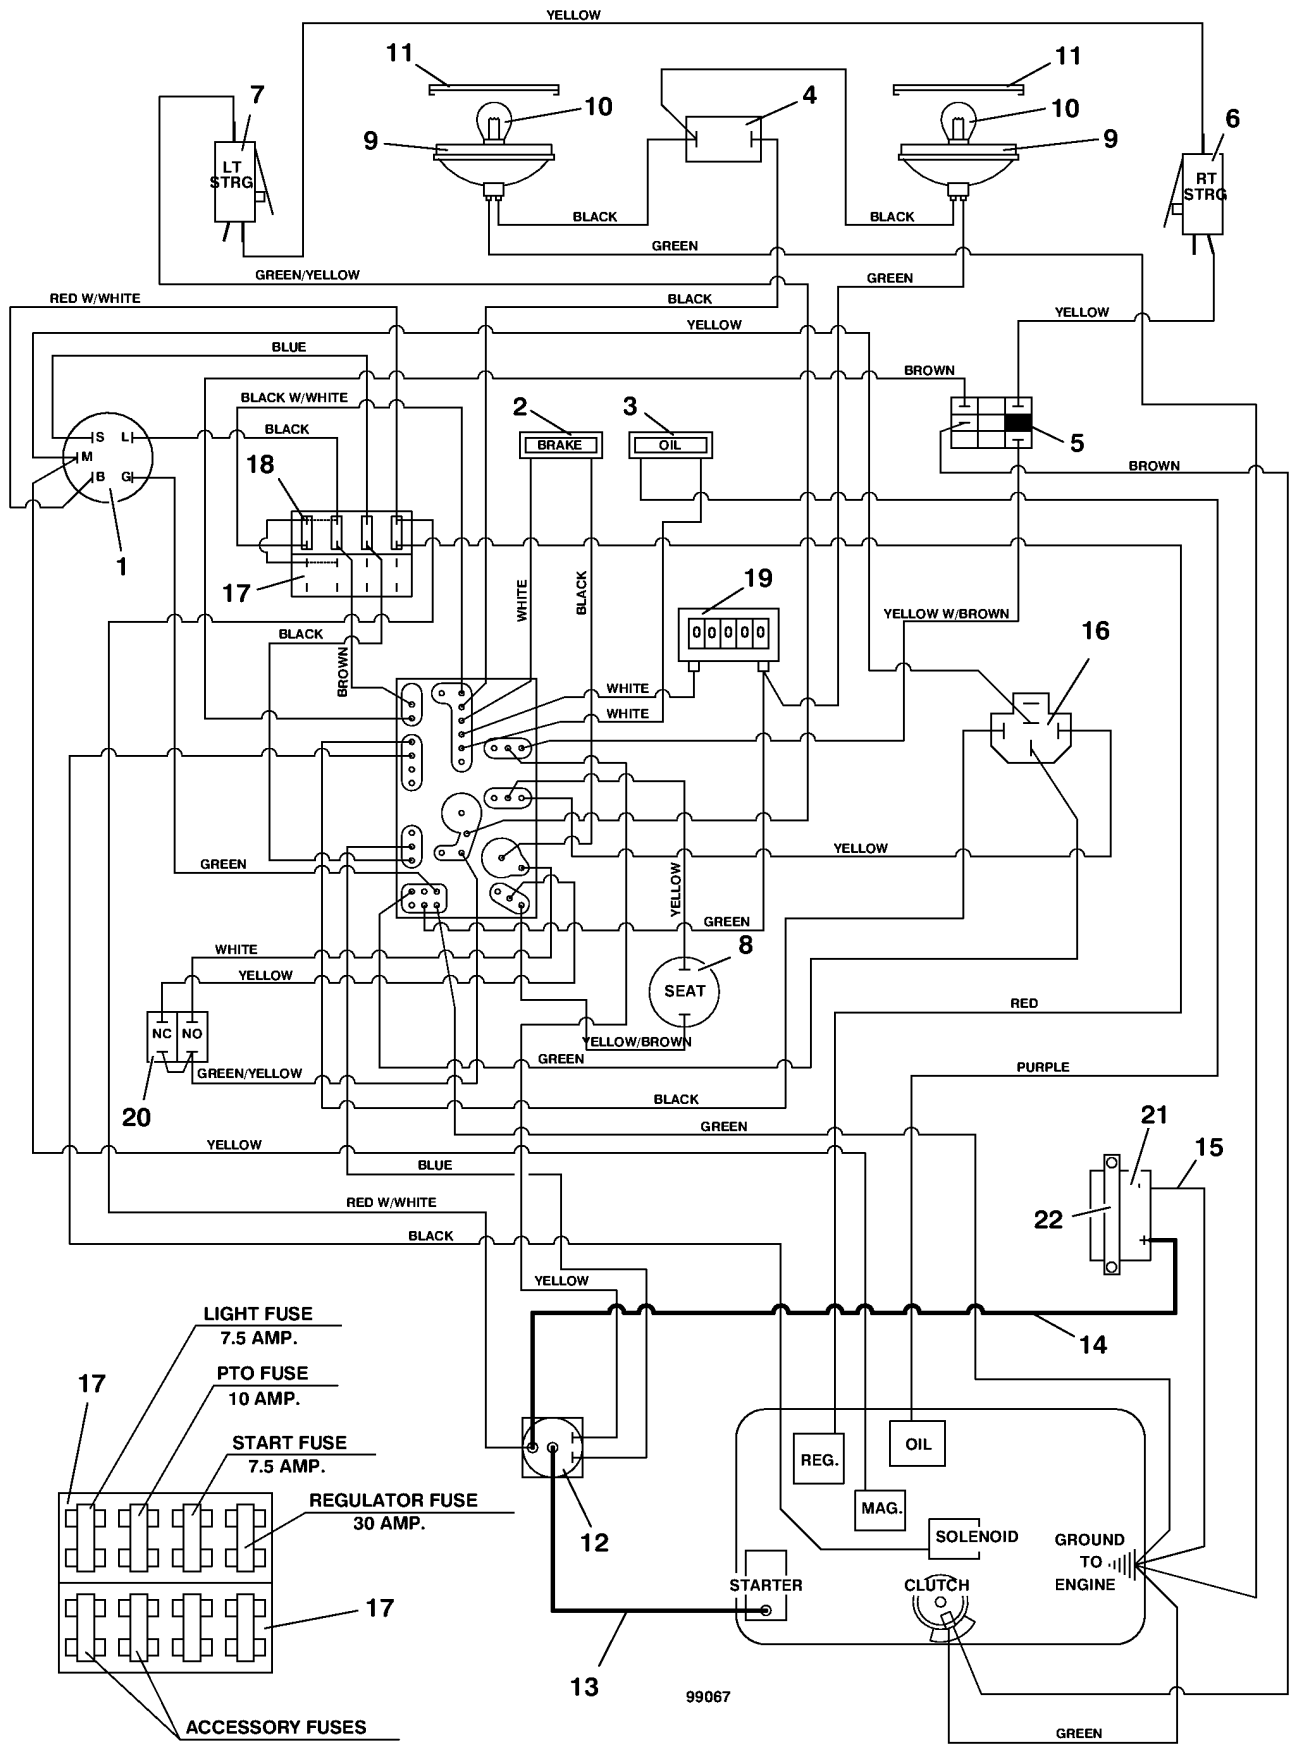 YELLOW
11
11
7
10
4
10
6
9
9
LT
STRG
RT
STRG
BLACK
BLACK
GREEN
GREEN/YELLOW
GREEN
RED W/WHITE
BLACK
YELLOW
YELLOW
BLUE
BROWN
BLACK W/WHITE
2
3
BLACK
S L
BRAKE
OIL
5
M
18
BROWN
B G
1
17
19
WHITE
BLACK
0 0 0 0 0
YELLOW W/BROWN
16
BLACK
BROWN
WHITE
WHITE
YELLOW
GREEN
YELLOW
GREEN
8
WHITE
YELLOW
SEAT
RED
NC NO
YELLOW/BROWN
GREEN
PURPLE
GREEN/YELLOW
20
BLACK
21
GREEN
15
YELLOW
BLUE
22
RED W/WHITE
BLACK
+
YELLOW
LIGHT FUSE
7.5 AMP.
14
PTO FUSE
10 AMP.
17
START FUSE
7.5 AMP.
OIL
REG.
REGULATOR FUSE
30 AMP.
MAG.
12
SOLENOID
GROUND
TO
ENGINE
STARTER
CLUTCH
17
13
99067
ACCESSORY FUSES
GREEN